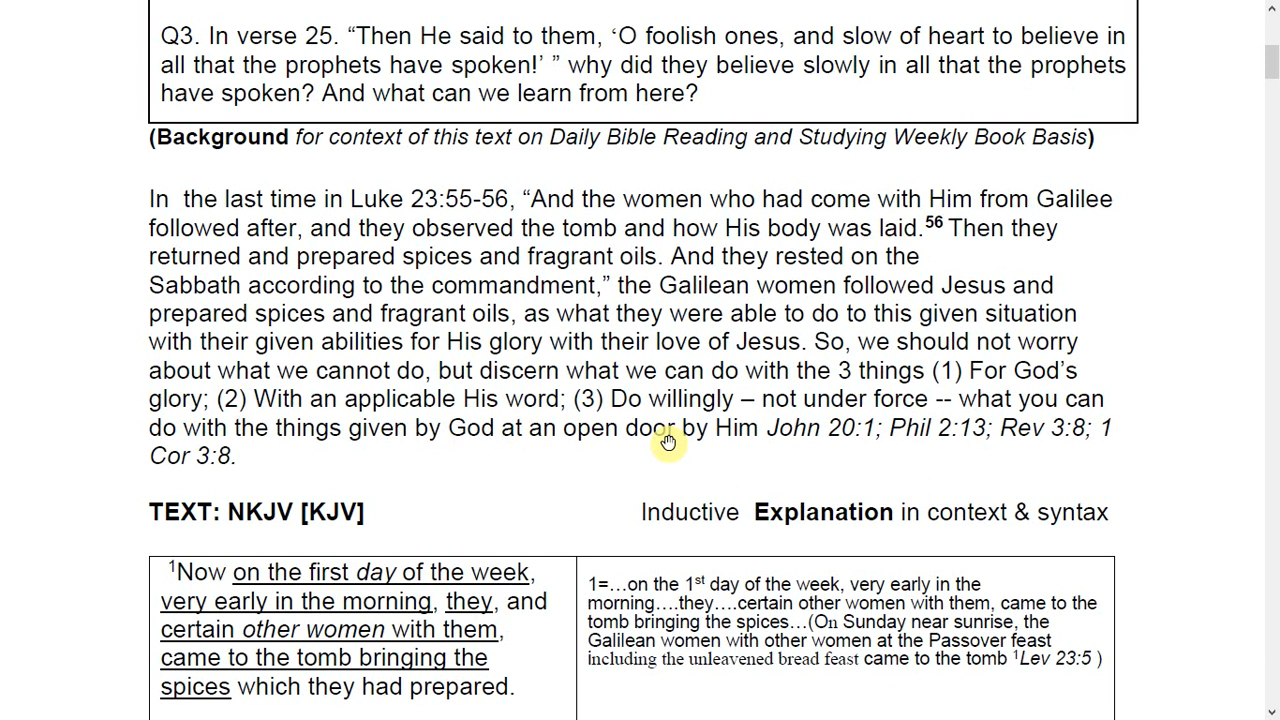 Q3. In verse 25. “Then He said to them, ‘O foolish ones, and slow of heart to believe in
all that the prophets have spoken!’ ” why did they believe slowly in all that the prophets
have spoken? And what can we learn from here?
(Background for context of this text on Daily Bible Reading and Studying Weekly Book Basis)
In the last time in Luke 23:55-56, “And the women who had come with Him from Galilee
followed after, and they observed the tomb and how His body was laid.56 Then they
returned and prepared spices and fragrant oils. And they rested on the
Sabbath according to the commandment,” the Galilean women followed Jesus and
prepared spices and fragrant oils, as what they were able to do to this given situation
with their given abilities for His glory with their love of Jesus. So, we should not worry
about what we cannot do, but discern what we can do with the 3 things (1) For God’s
glory; (2) With an applicable His word; (3) Do willingly – not under force -- what you can
do with the things given by God at an open door by Him John 20:1; Phil 2:13; Rev 3:8; 1
Cor 3:8.
TEXT: NKJV [KJV] Inductive Explanation in context & syntax
1Now on the first day of the week,
very early in the morning, they, and
certain other women with them,
came to the tomb bringing the
spices which they had prepared.
1=…on the 1st day of the week, very early in the
morning….they….certain other women with them, came to the
tomb bringing the spices…(On Sunday near sunrise, the
Galilean women with other women at the Passover feast
including the unleavened bread feast came to the tomb 1Lev 23:5 )